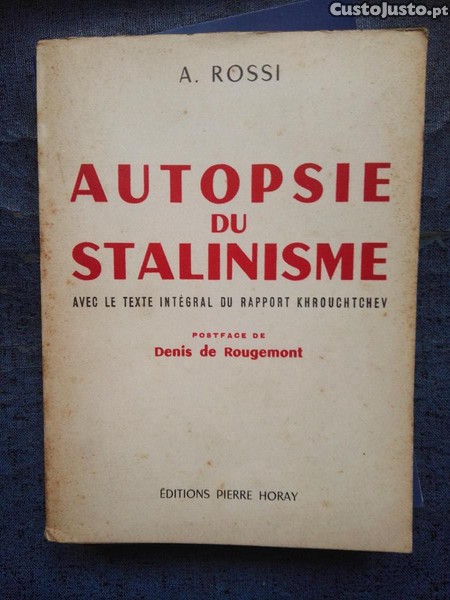 CustoJusto.pt
A. ROSSI
AUTOPSIE
DU
STALINISME
AVEC LE TEXTE INTÉGRAL DU RAPPORT KHROUCHTCHEV
POSTFACE DE
Denis de Rougemont
ÉDITIONS PIERRE HORAY